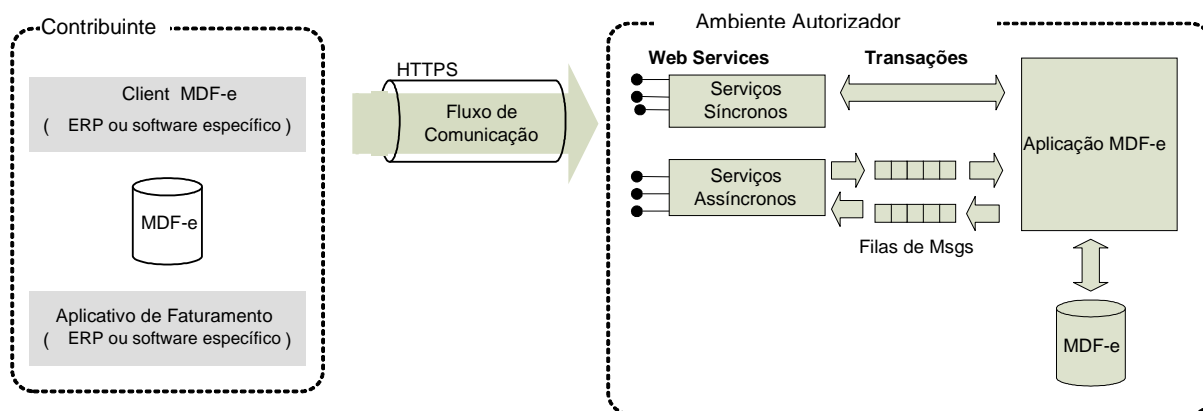 Contribuinte
Client MDF-e
( ERP ou software específico )
MDF-e
Aplicativo de Faturamento
( ERP ou software específico )
HTTPS
Fluxo de
Comunicação
Ambiente Autorizador
Web Services
Transações
Serviços
Síncronos
Serviços
Assíncronos
Filas de Msgs
Aplicação MDF-e
MDF-e